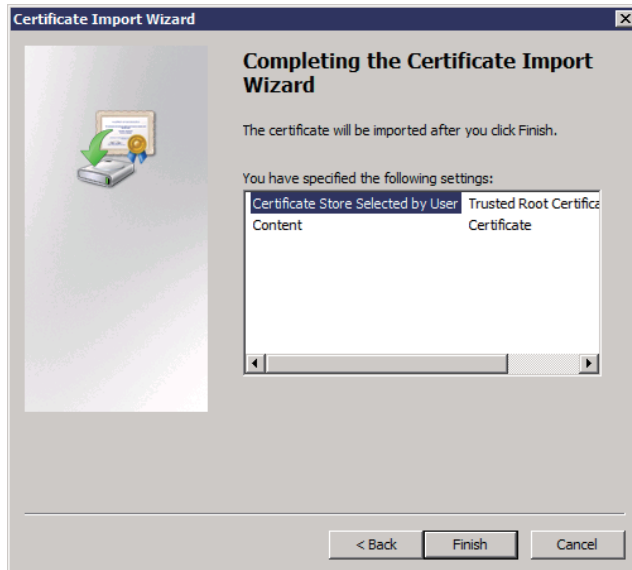 Certificate Import Wizard
Completing the Certificate Import
Wizard
The certificate will be imported after you click Finish.
You have specified the following settings:
Certificate Store Selected by User Trusted Root Certifica
Content Certificate
< Back Finish Cancel